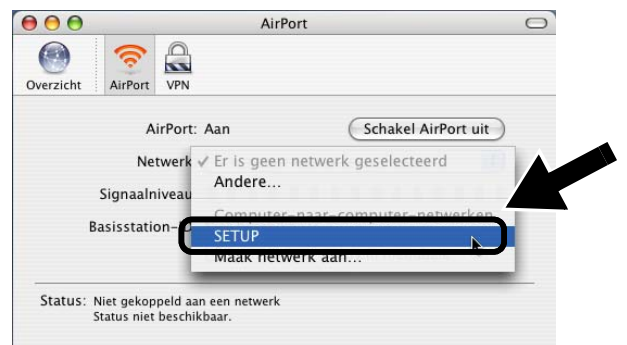 AirPort
Overzicht AirPort VPN
AirPort: Aan Schakel AirPort uit
Netwerk ✓ Er is geen netwerk geselecteerd
Andere...
Signaalniveau
Computer-naar-computer-netwerken
Basisstation-
SETUP
Maak netwerk aan...
Status: Niet gekoppeld aan een netwerk
Status niet beschikbaar.